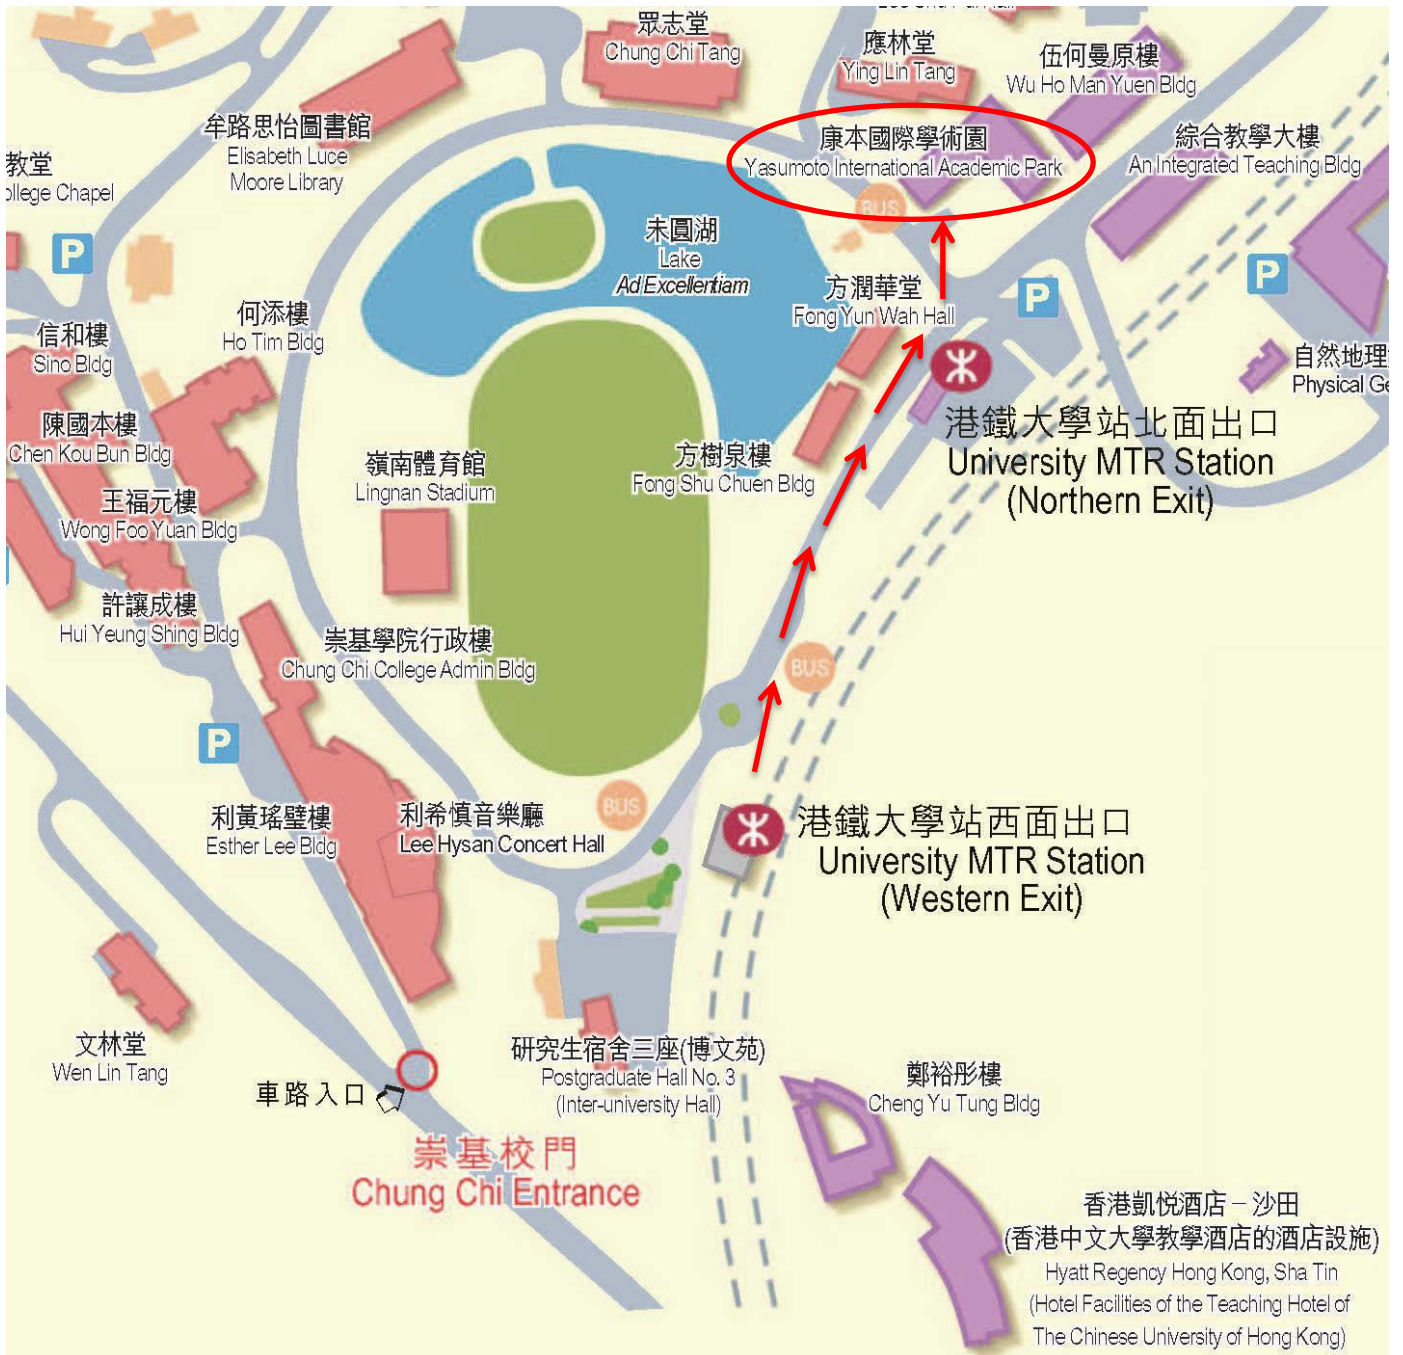 眾志堂
Chung Chi Tang
應林堂
Ying Lin Tang
伍何曼原樓
Wu Ho Man Yuen Bldg
牟路思怡圖書館
Elisabeth Luce
Moore Library
康本國際學術園
Yasumoto International Academic Park
綜合教學大樓
An Integrated Teaching Bldg
教堂
ollege Chapel
BUS
P
未圓湖
Lake
Ad Excellentiam
P
P
方潤華堂
Fong Yun Wah Hall
何添樓
Ho Tim Bldg
信和樓
Sino Bldg
自然地理
Physical Ge
陳國本樓
Chen Kou Bun Bldg
港鐵大學站北面出口
University MTR Station
(Northern Exit)
嶺南體育館
Lingnan Stadium
方樹泉樓
Fong Shu Chuen Bldg
王福元樓
Wong Foo Yuan Bldg
許讓成樓
Hui Yeung Shing Bldg
崇基學院行政樓
Chung Chi College Admin Bldg
BUS
P
利黃瑤璧樓
Esther Lee Bldg
利希慎音樂廳
Lee Hysan Concert Hall
BUS
港鐵大學站西面出口
University MTR Station
(Western Exit)
文林堂
Wen Lin Tang
研究生宿舍三座(博文苑)
Postgraduate Hall No. 3
(Inter-university Hall)
車路入口
鄭裕彤樓
Cheng Yu Tung Bldg
崇基校門
Chung Chi Entrance
香港凱悅酒店－沙田
(香港中文大學教學酒店的酒店設施)
Hyatt Regency Hong Kong, Sha Tin
(Hotel Facilities of the Teaching Hotel of
The Chinese University of Hong Kong)